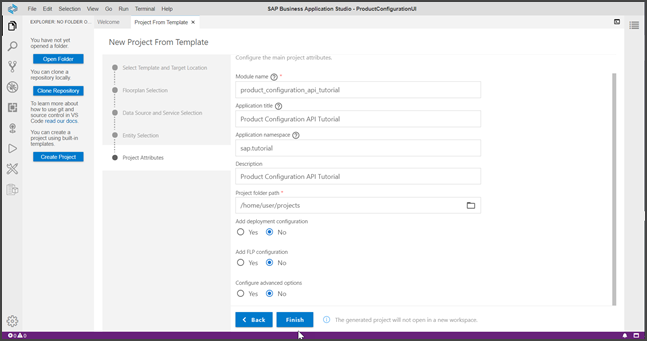 File Edit Selection View Go Run Terminal Help
SAP Business Application Studio - ProductConfigurationUI
EXPLORER: NO FOLDER O...
Welcome
Project From Template ×
You have not yet
opened a folder.
Open Folder
You can clone a
repository locally.
Clone Repository
To learn more about
how to use git and
source control in VS
Code read our docs.
You can create a
project using built-in
templates.
Create Project
New Project From Template
Select Template and Target Location
Floorplan Selection
Data Source and Service Selection
Entity Selection
Project Attributes
Configure the main project attributes.
Module name ? *
product_configuration_api_tutorial
Application title ?
Product Configuration API Tutorial
Application namespace ?
sap.tutorial
Description
Product Configuration API Tutorial
Project folder path *
/home/user/projects
Add deployment configuration
Yes No
Add FLP configuration
Yes No
Configure advanced options
Yes No
< Back
Finish
The generated project will not open in a new workspace.
0 0